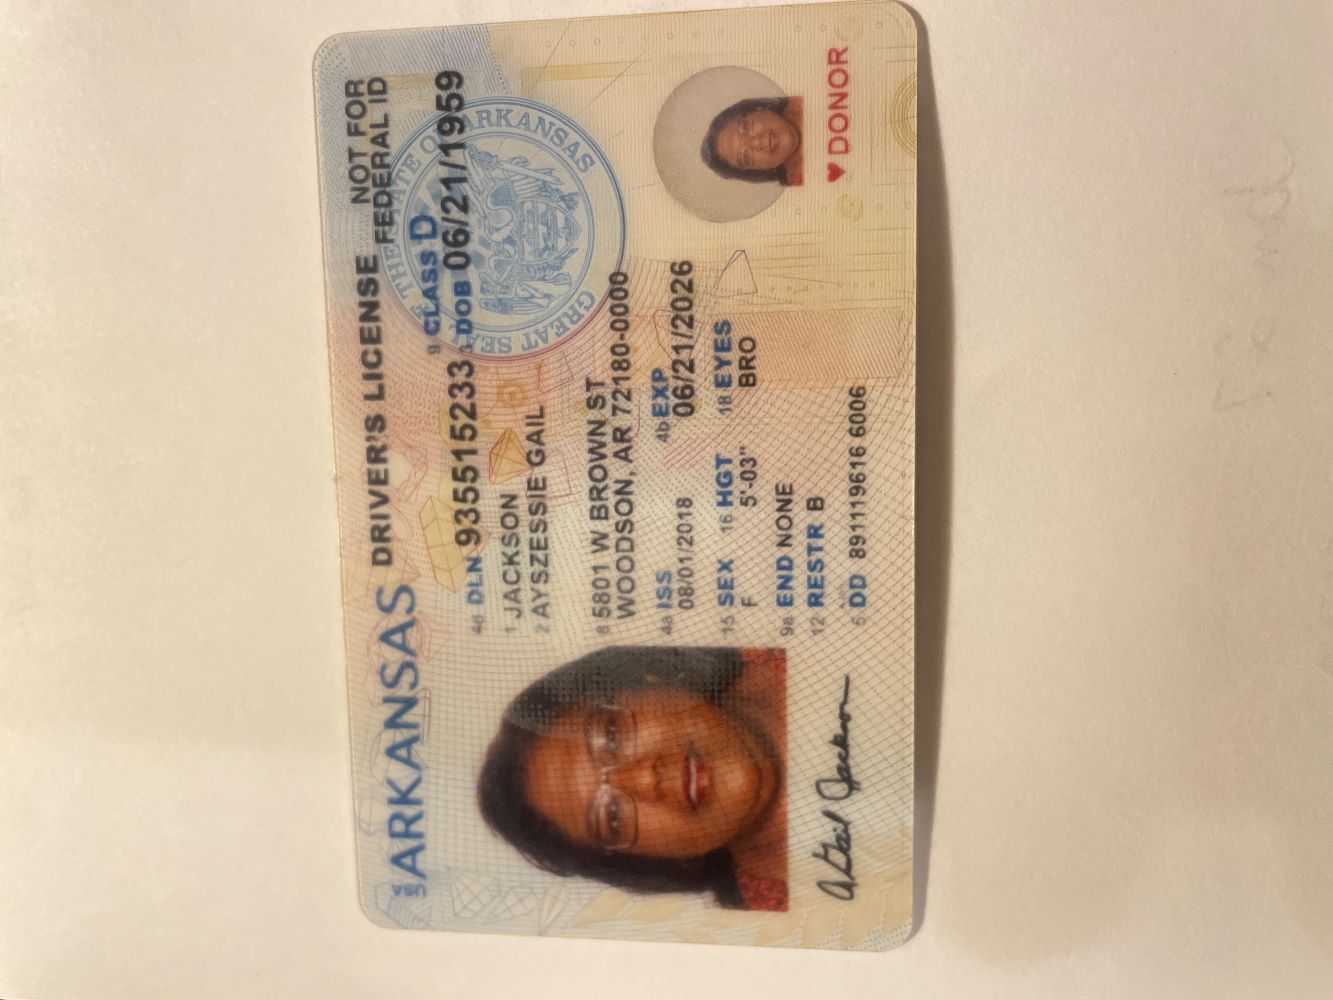 USA ARKANSAS DRIVER'S LICENSE NOT FOR
FEDERAL ID
9 CLASS D
4d DLN 935515233 3 DOB 06/21/1959
1 JACKSON
2 AYSZESSIE GAIL
8 5801 W BROWN ST
WOODSON, AR 72180-0000
4a ISS 4b EXP
08/01/2018 06/21/2026
15 SEX 16 HGT 18 EYES
F 5'-03" BRO
9a END NONE
12 RESTR B
5 DD 891119616 6006
A Gail Jackson
DONOR
GREAT SEAL OF THE STATE OF ARKANSAS